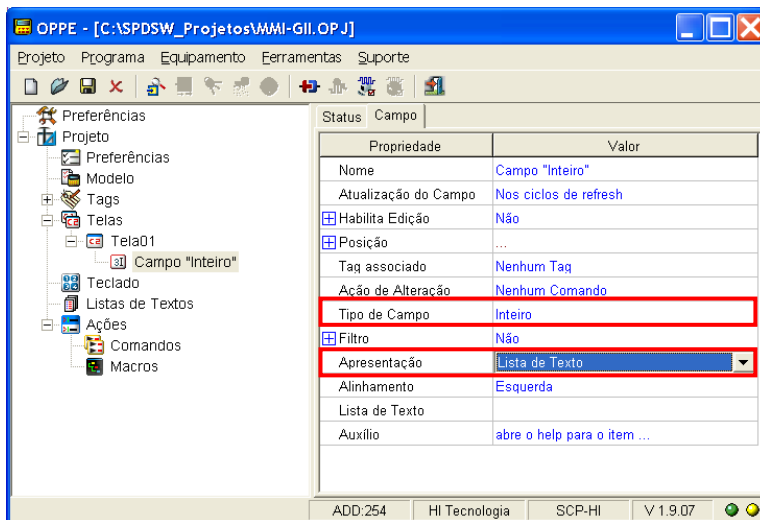 OPPE - [C:\SPDSW_Projetos\MMI-GII.OPJ]
Projeto Programa Equipamento Ferramentas Suporte
Preferências
Projeto
Preferências
Modelo
Tags
Telas
Tela01
Campo "Inteiro"
Teclado
Listas de Textos
Ações
Comandos
Macros
Status Campo
Propriedade Valor
Nome Campo "Inteiro"
Atualização do Campo Nos ciclos de refresh
Habilita Edição Não
Posição ...
Tag associado Nenhum Tag
Ação de Alteração Nenhum Comando
Tipo de Campo Inteiro
Filtro Não
Apresentação Lista de Texto
Alinhamento Esquerda
Lista de Texto
Auxílio abre o help para o item ...
ADD:254 HI Tecnologia SCP-HI V 1.9.07